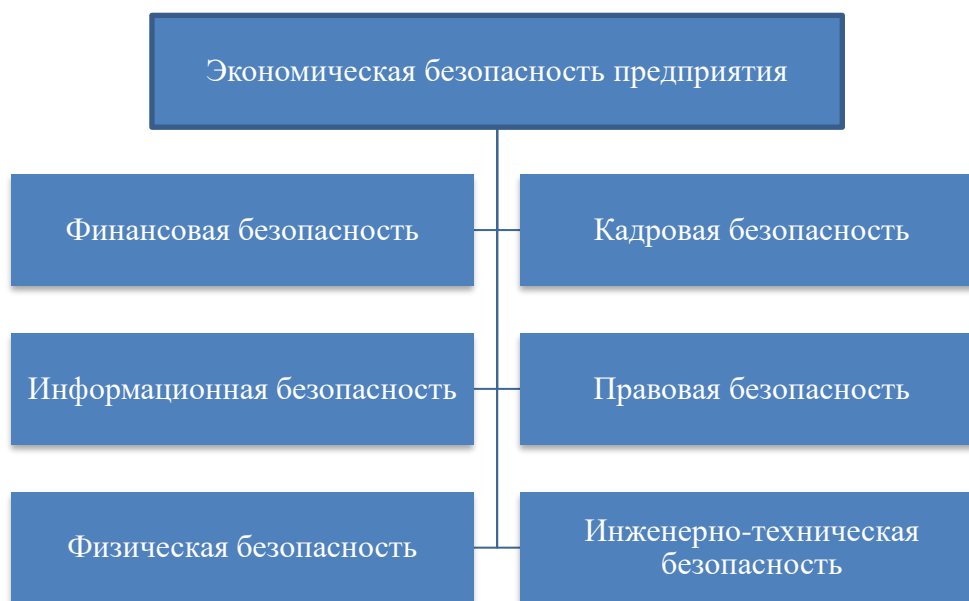 Экономическая безопасность предприятия
Финансовая безопасность
Кадровая безопасность
Информационная безопасность
Правовая безопасность
Физическая безопасность
Инженерно-техническая
безопасность